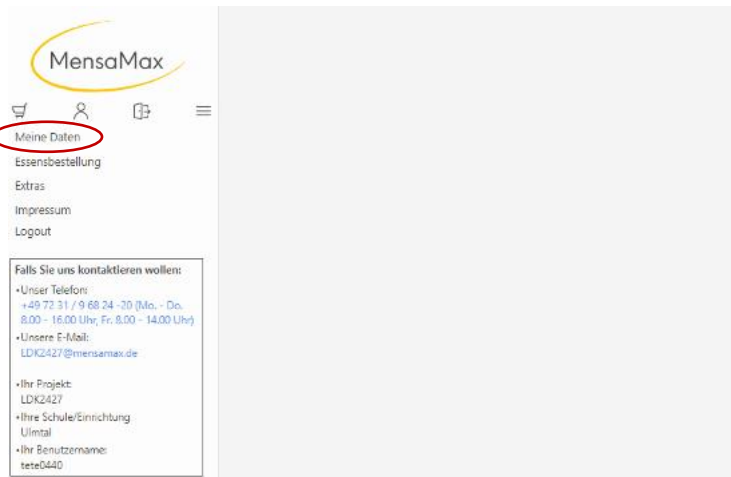 MensaMax
Meine Daten
Essensbestellung
Extras
Impressum
Logout
Falls Sie uns kontaktieren wollen:
•Unser Telefon:
+49 72 31 / 9 68 24 -20 (Mo. - Do.
8.00 - 16.00 Uhr, Fr. 8.00 - 14.00 Uhr)
•Unsere E-Mail:
LDK2427@mensamax.de
•Ihr Projekt:
LDK2427
•Ihre Schule/Einrichtung
Ulmtal
•Ihr Benutzername:
tete0440